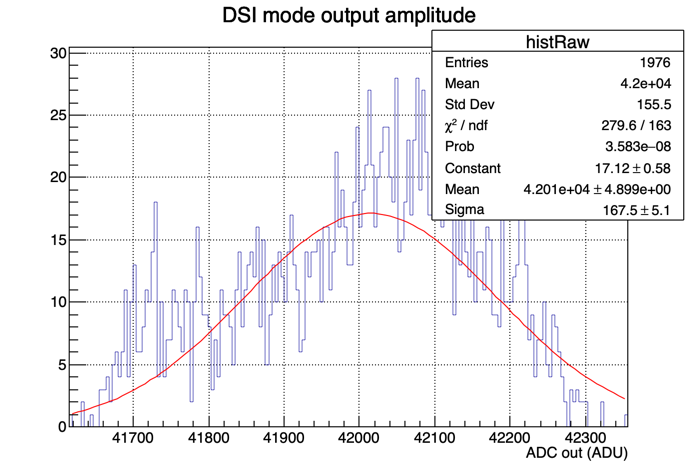 DSI mode output amplitude
histRaw
Entries 1976
Mean 4.2e+04
Std Dev 155.5
χ² / ndf 279.6 / 163
Prob 3.583e−08
Constant 17.12 ± 0.58
Mean 4.201e+04 ± 4.899e+00
Sigma 167.5 ± 5.1
30
25
20
15
10
5
0
41700 41800 41900 42000 42100 42200 42300
ADC out (ADU)